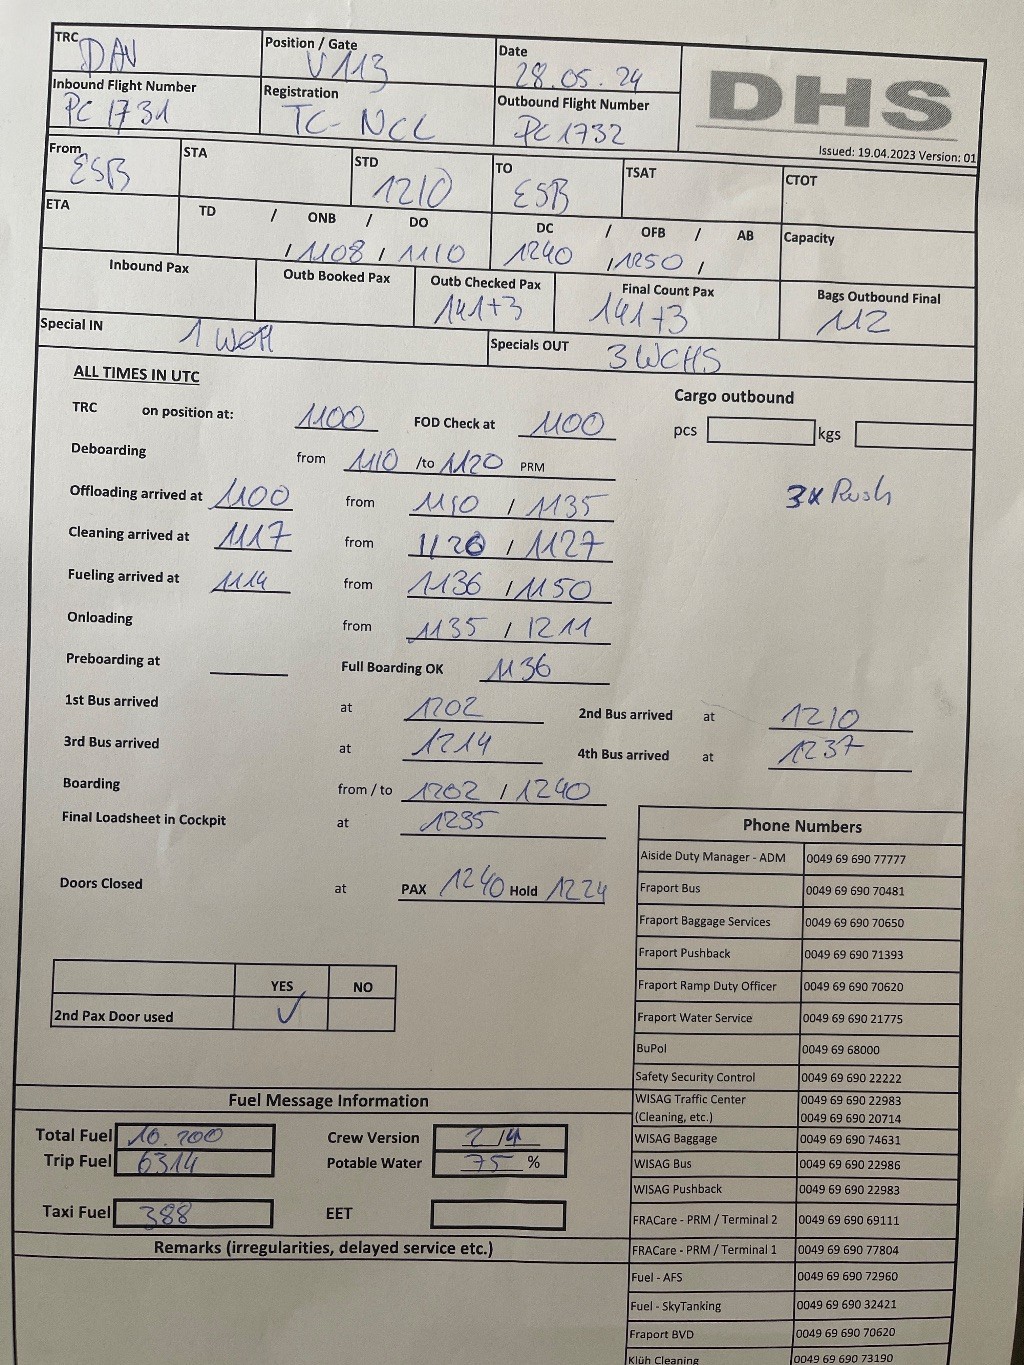 TRC DAV Position / Gate V113 Date 28.05.24 DHS
Inbound Flight Number PC 1731 Registration TC-NCL Outbound Flight Number PC 1732
Issued: 19.04.2023 Version: 01
From ESB STA STD 1210 TO ESB TSAT CTOT
ETA TD / ONB / DO DC / OFB / AB Capacity
/ 1108 / 1110 1240 / 1250 /
Inbound Pax Outb Booked Pax Outb Checked Pax Final Count Pax Bags Outbound Final
141+3 141+3 112
Special IN 1 Specials OUT 3 WCHS
ALL TIMES IN UTC
Cargo outbound
TRC on position at: 1100 FOD Check at 1100 pcs kgs
Deboarding from 1110 /to 1120 PRM
Offloading arrived at 1100 from 1110 / 1135 3x Rush
Cleaning arrived at 1117 from 1120 / 1127
Fueling arrived at 1114 from 1136 / 1150
Onloading from 1135 / 1211
Preboarding at Full Boarding OK 1136
1st Bus arrived at 1202 2nd Bus arrived at 1210
3rd Bus arrived at 1214 4th Bus arrived at 1237
Boarding from / to 1202 / 1240
Final Loadsheet in Cockpit at 1235
Doors Closed at PAX 1240 Hold 1224
YES NO
2nd Pax Door used ✓
Phone Numbers
Aiside Duty Manager - ADM 0049 69 690 77777
Fraport Bus 0049 69 690 70481
Fraport Baggage Services 0049 69 690 70650
Fraport Pushback 0049 69 690 71393
Fraport Ramp Duty Officer 0049 69 690 70620
Fraport Water Service 0049 69 690 21775
BuPol 0049 69 68000
Safety Security Control 0049 69 690 22222
WISAG Traffic Center 0049 69 690 22983
(Cleaning, etc.) 0049 69 690 20714
WISAG Baggage 0049 69 690 74631
WISAG Bus 0049 69 690 22986
WISAG Pushback 0049 69 690 22983
FRACare - PRM / Terminal 2 0049 69 690 69111
FRACare - PRM / Terminal 1 0049 69 690 77804
Fuel - AFS 0049 69 690 72960
Fuel - SkyTanking 0049 69 690 32421
Fraport BVD 0049 69 690 70620
Klüh Cleaning 0049 69 690 73190
Fuel Message Information
Total Fuel 10.700 Crew Version 2/4
Trip Fuel 6314 Potable Water 75 %
Taxi Fuel 388 EET
Remarks (irregularities, delayed service etc.)